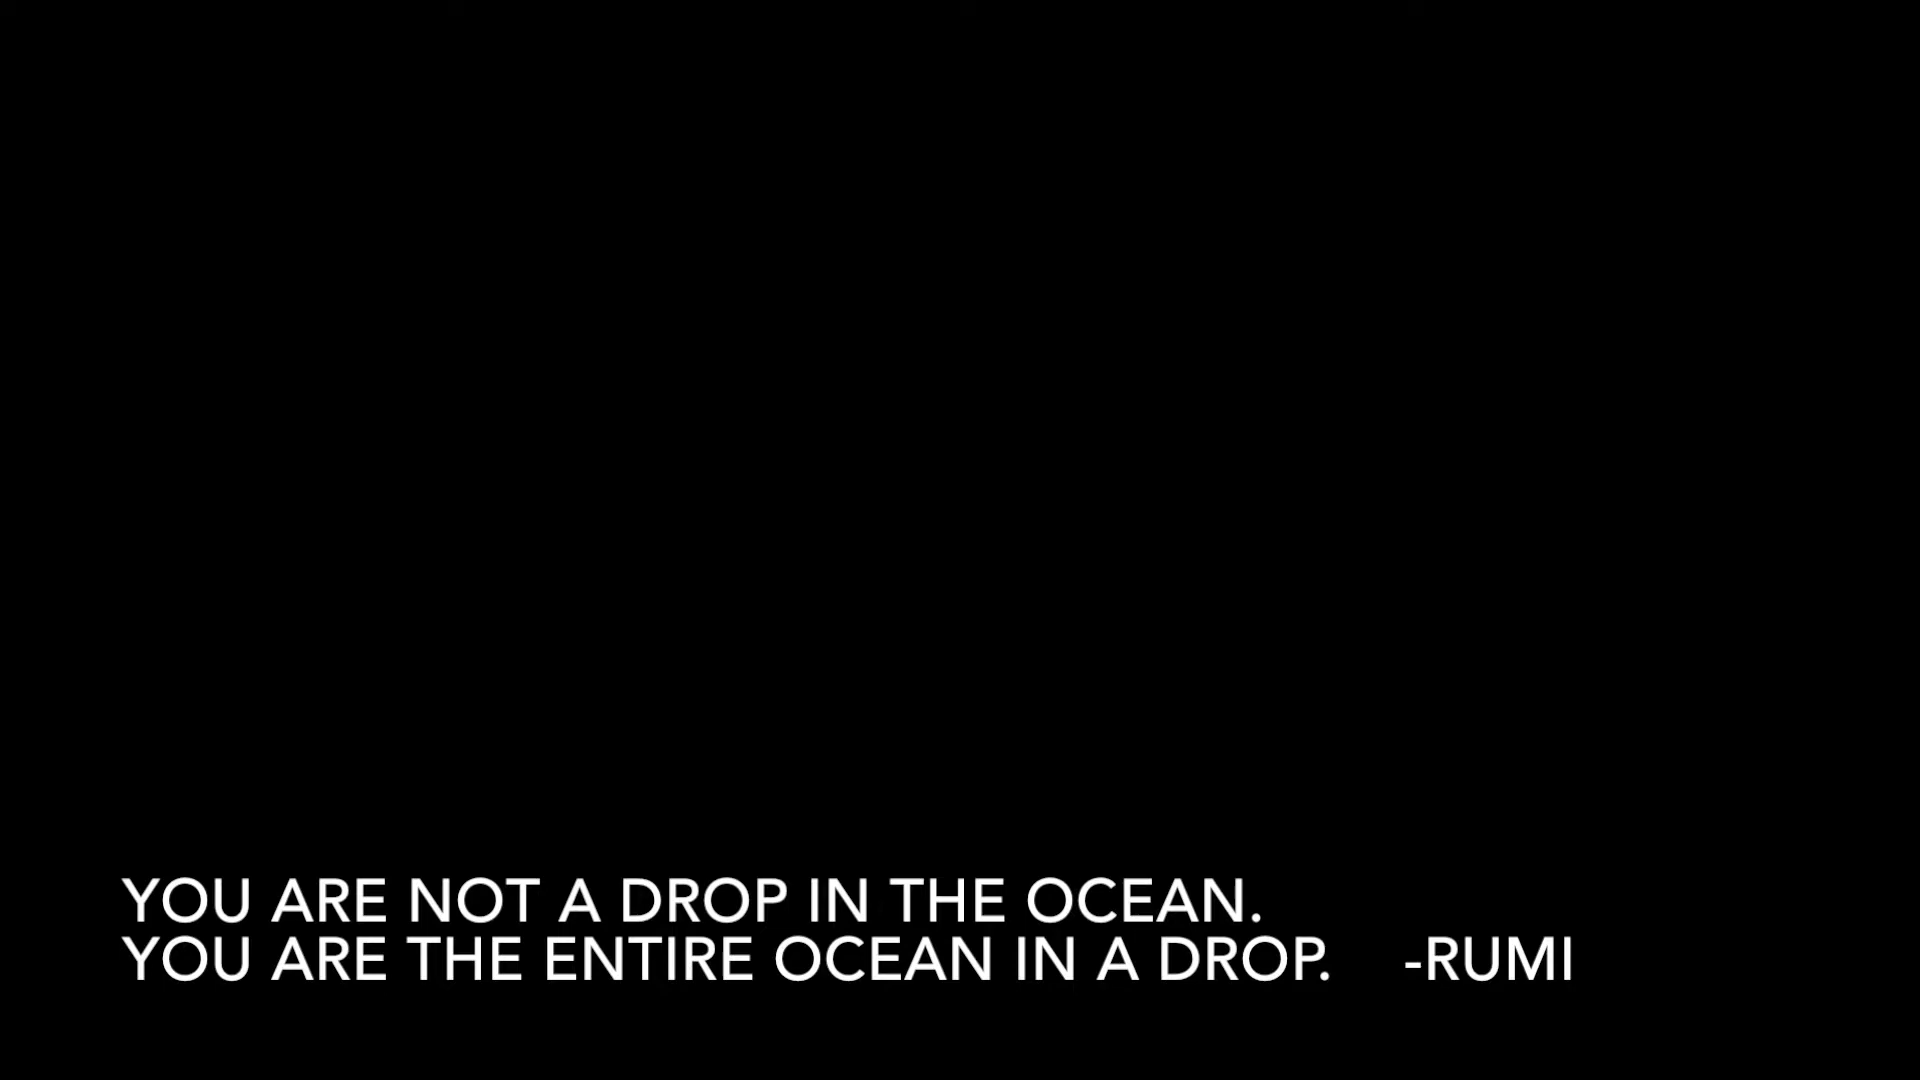 YOU ARE NOT A DROP IN THE OCEAN.
YOU ARE THE ENTIRE OCEAN IN A DROP. -RUMI